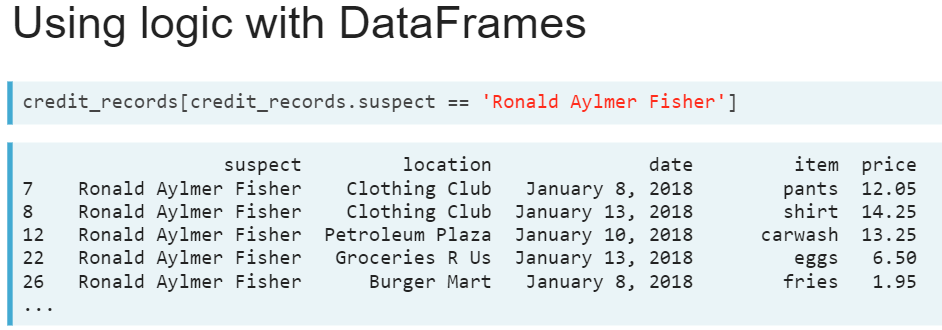 Using logic with DataFrames
credit_records[credit_records.suspect == 'Ronald Aylmer Fisher']
suspect location date item price
7 Ronald Aylmer Fisher Clothing Club January 8, 2018 pants 12.05
8 Ronald Aylmer Fisher Clothing Club January 13, 2018 shirt 14.25
12 Ronald Aylmer Fisher Petroleum Plaza January 10, 2018 carwash 13.25
22 Ronald Aylmer Fisher Groceries R Us January 13, 2018 eggs 6.50
26 Ronald Aylmer Fisher Burger Mart January 8, 2018 fries 1.95
...